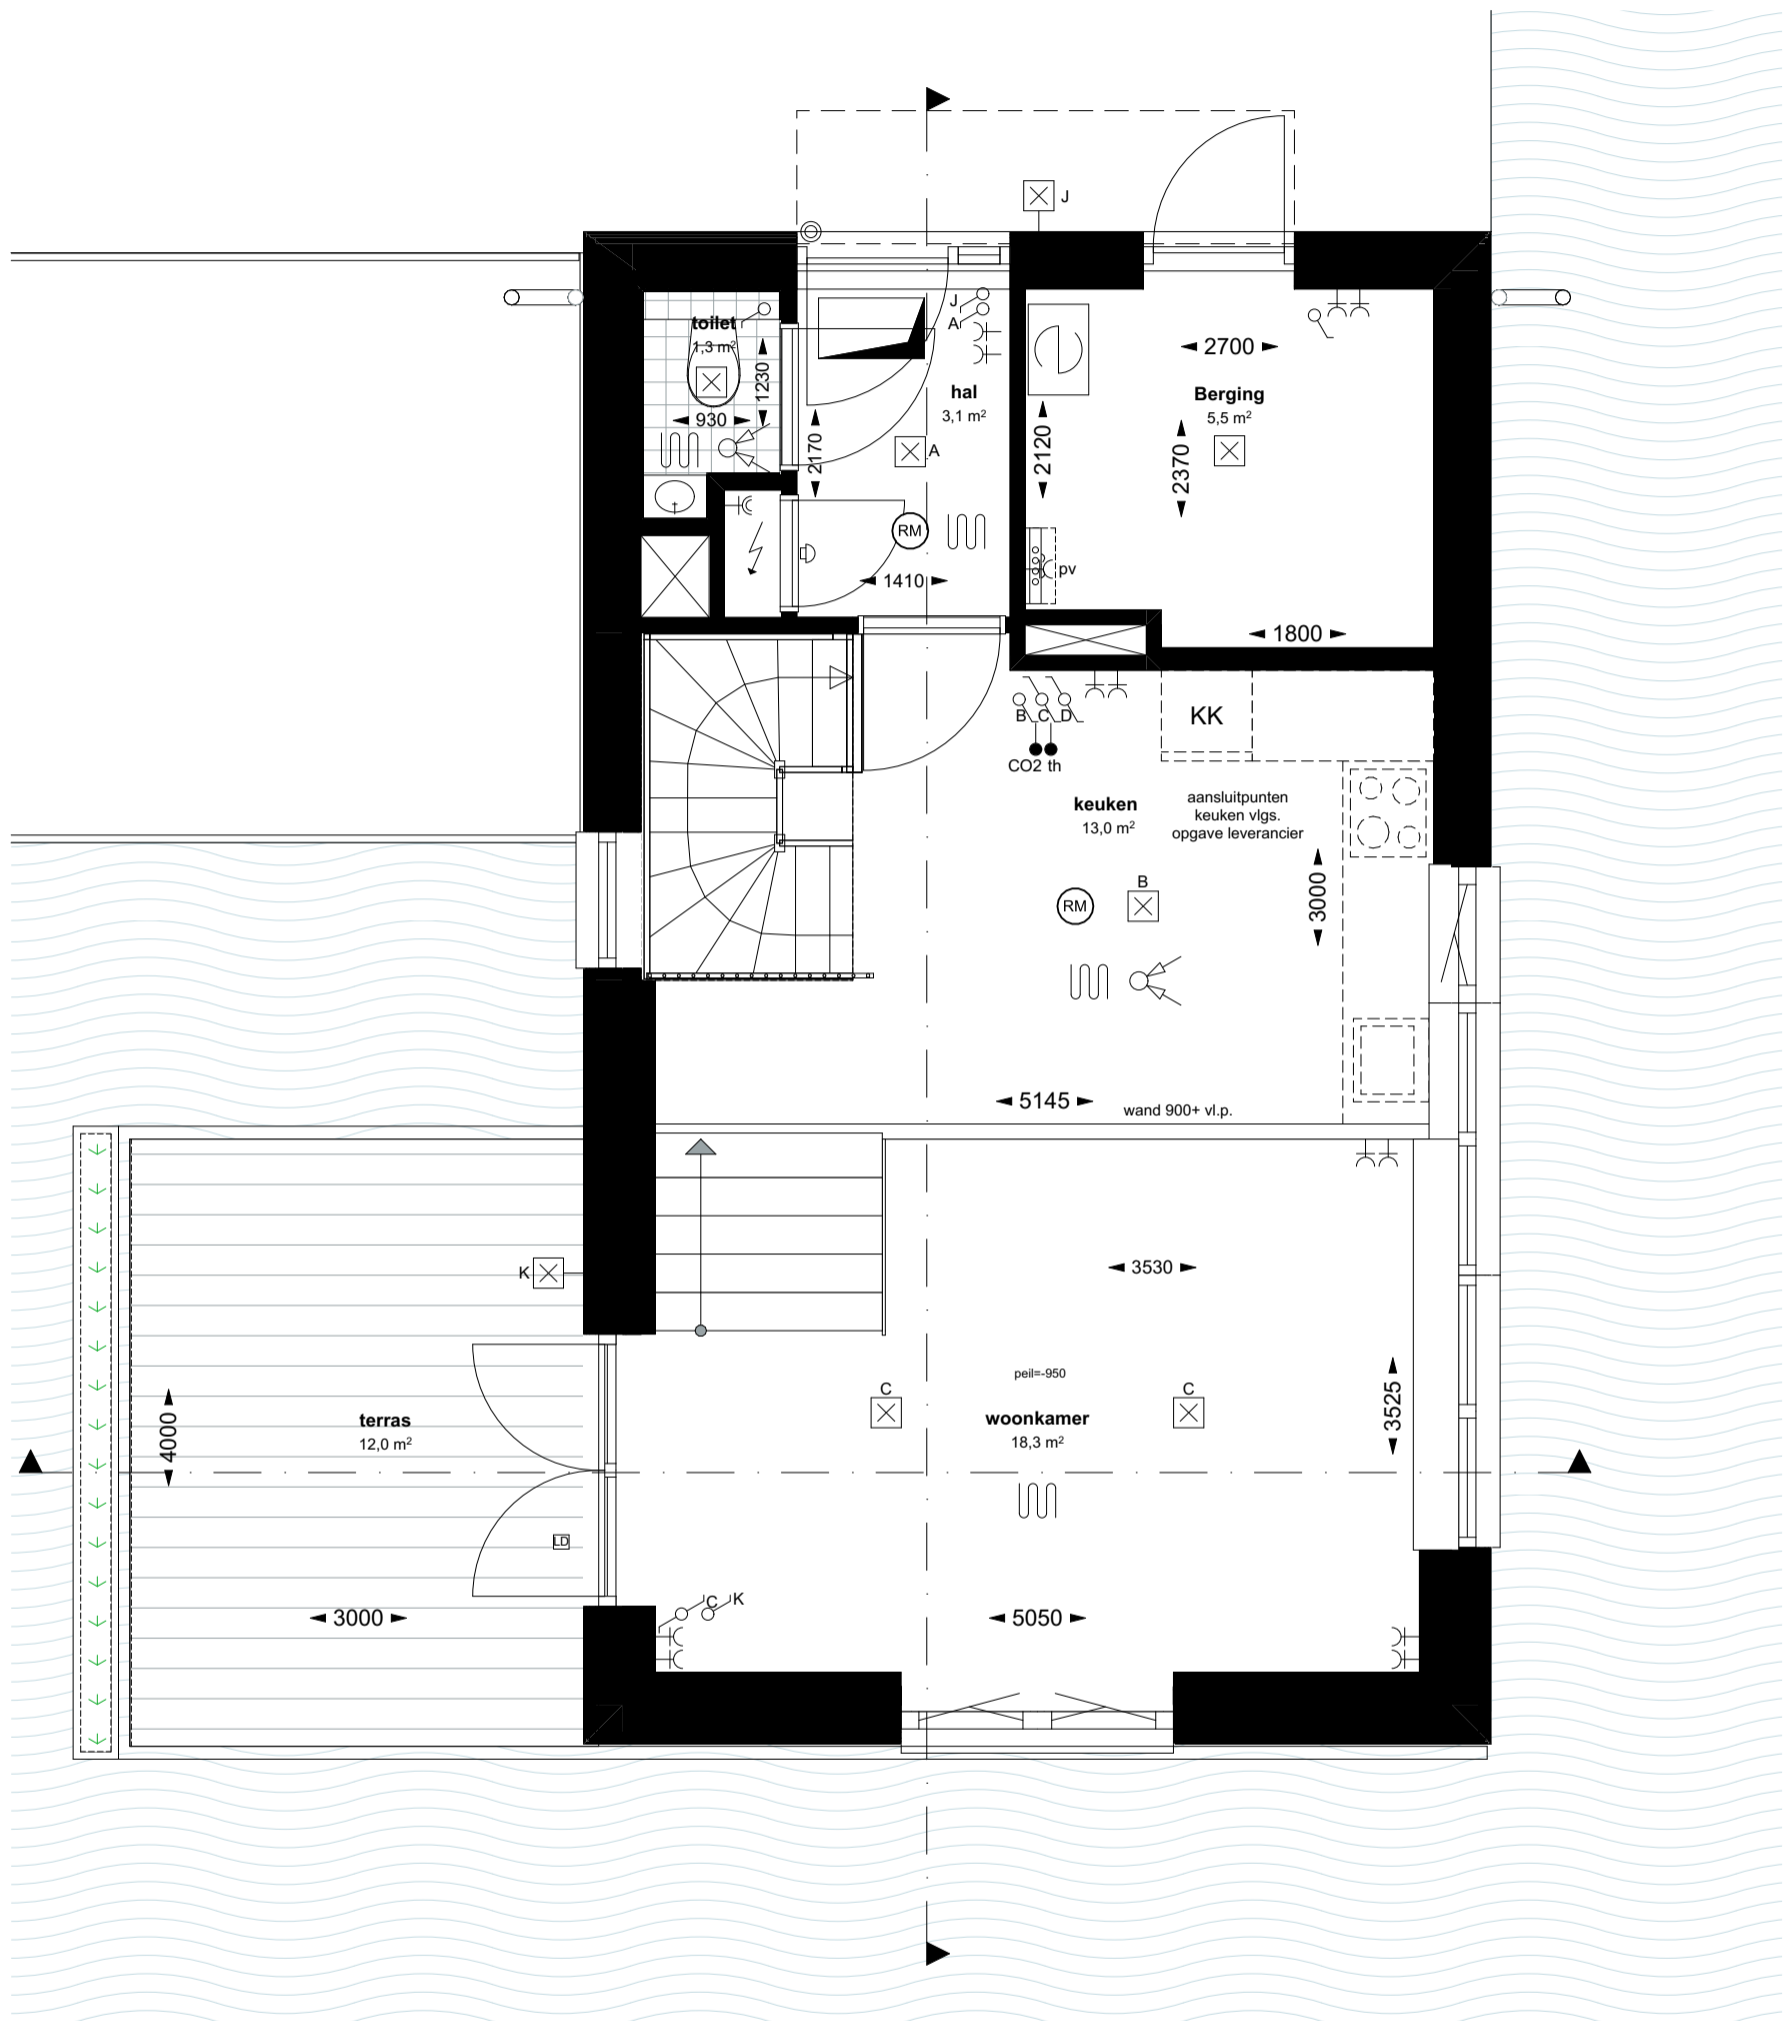 J
toilet
1,3 m²
1230
930
J
A
hal
3,1 m²
A
2170
RM
1410
2700
Berging
5,5 m²
2120
2370
pv
1800
B C D
CO2 th
KK
keuken
13,0 m²
aansluitpunten
keuken vlgs.
opgave leverancier
3000
RM
B
5145
wand 900+ vl.p.
3530
K
peil=-950
C
C
woonkamer
18,3 m²
3525
terras
12,0 m²
4000
LD
3000
C K
5050